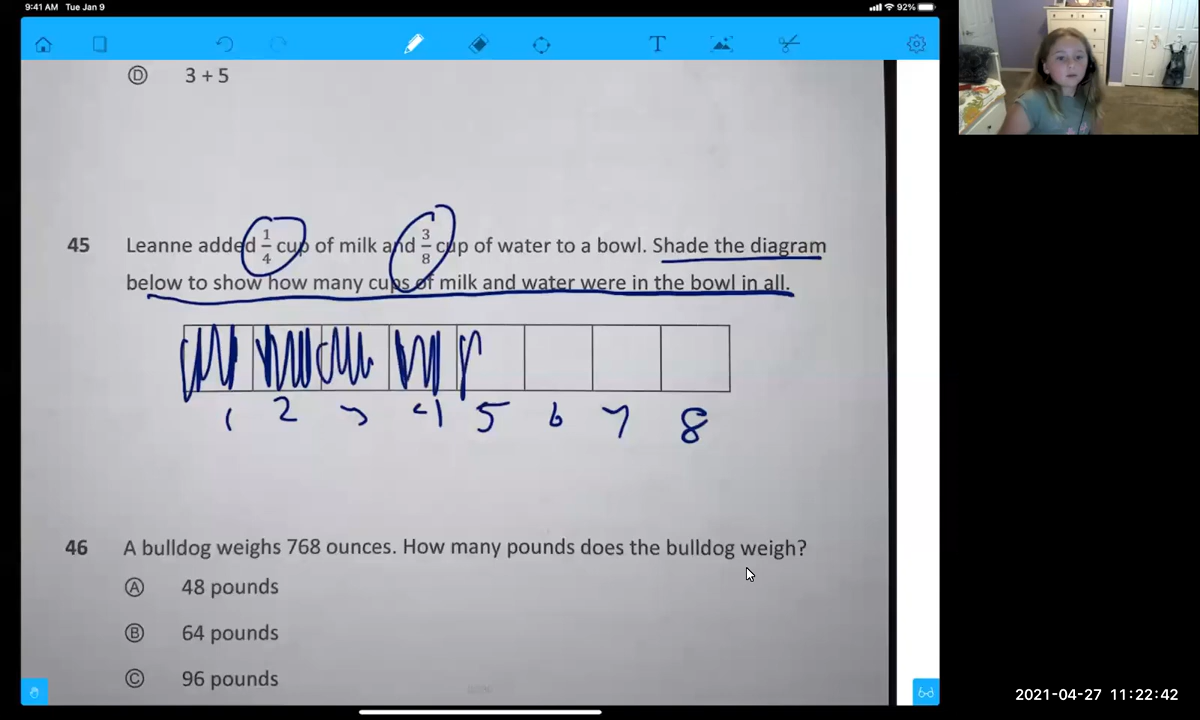 9:41 AM Tue Jan 9
92%
T
D 3 + 5
45 Leanne added 1/4 cup of milk and 3/8 cup of water to a bowl. Shade the diagram
below to show how many cups of milk and water were in the bowl in all.
1 2 3 4 5 6 7 8
46 A bulldog weighs 768 ounces. How many pounds does the bulldog weigh?
A 48 pounds
B 64 pounds
C 96 pounds
2021-04-27 11:22:42